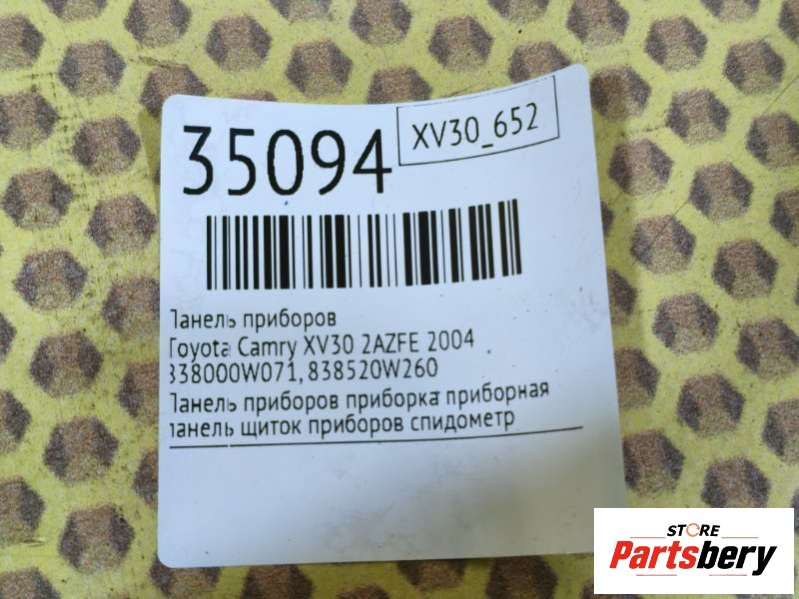 35094
XV30_652
Панель приборов
Toyota Camry XV30 2AZFE 2004
838000W071, 838520W260
Панель приборов приборка приборная
панель щиток приборов спидометр
STORE
Partsbery